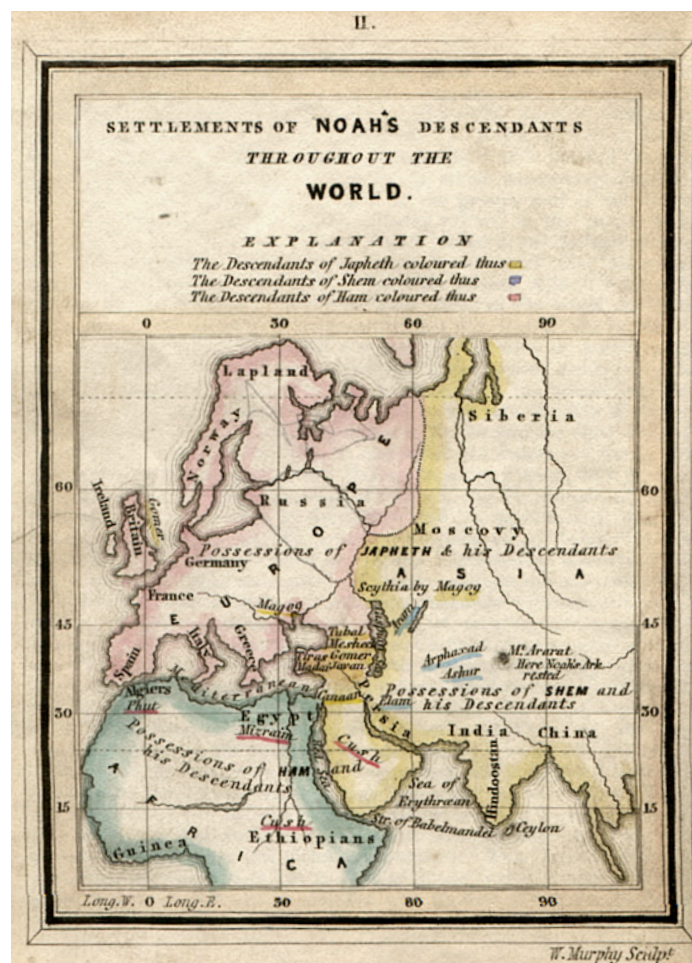 II.
SETTLEMENTS OF NOAH'S DESCENDANTS
THROUGHOUT THE
WORLD.
EXPLANATION
The Descendants of Japheth coloured thus
The Descendants of Shem coloured thus
The Descendants of Ham coloured thus
0 30 60 90
Lapland
Siberia
Norway
E
60 60
Ireland
Britain
Gomer
Russia
P
Moscovy
O
Possessions of JAPHETH & his Descendants
Germany
R
A S I A
Scythia by Magog
France
Magog
U
E
45 45
Aram
Tubal
Meshech
Tiras Gomer
Madai Javan
Arphaxad
Ashur
Mt. Ararat
Here Noah's Ark
rested
Spain
Italy
Greece
Mediterranean
Algiers
Phut
Canaan
Elam
Persia
Possessions of SHEM and
his Descendants
30 30
Egypt
Mizraim
Cush
India
China
Possessions of HAM and
his Descendants
Red Sea
Hindoostan
Sea of
Erythræan
15 15
Str. of Babelmandel
Ceylon
Cush
Ethiopians
Guinea
A F R I C A
Long. W. 0 Long. E. 30 60 90
W. Murphy Sculpt.